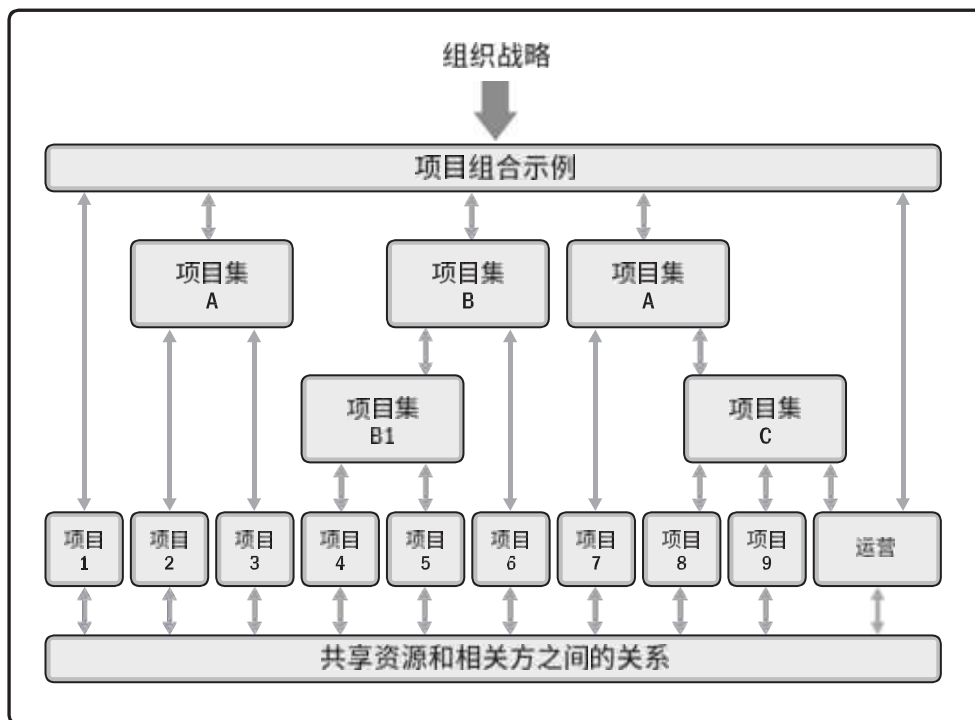 组织战略
项目组合示例
项目集
A
项目集
B
项目集
A
项目集
B1
项目集
C
项目
1
项目
2
项目
3
项目
4
项目
5
项目
6
项目
7
项目
8
项目
9
运营
共享资源和相关方之间的关系